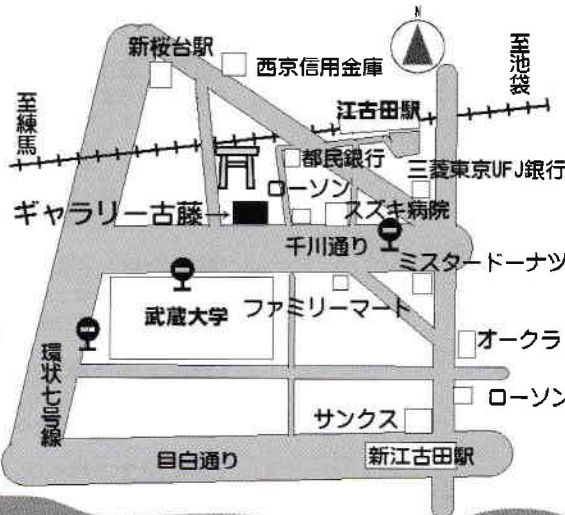 N
新桜台駅
西京信用金庫
至池袋
至練馬
江古田駅
都民銀行
三菱東京UFJ銀行
ローソン
スズキ病院
ギャラリー古藤→
千川通り
ミスタードーナツ
ファミリーマート
武蔵大学
オークラ
環状七号線
ローソン
サンクス
目白通り
新江古田駅